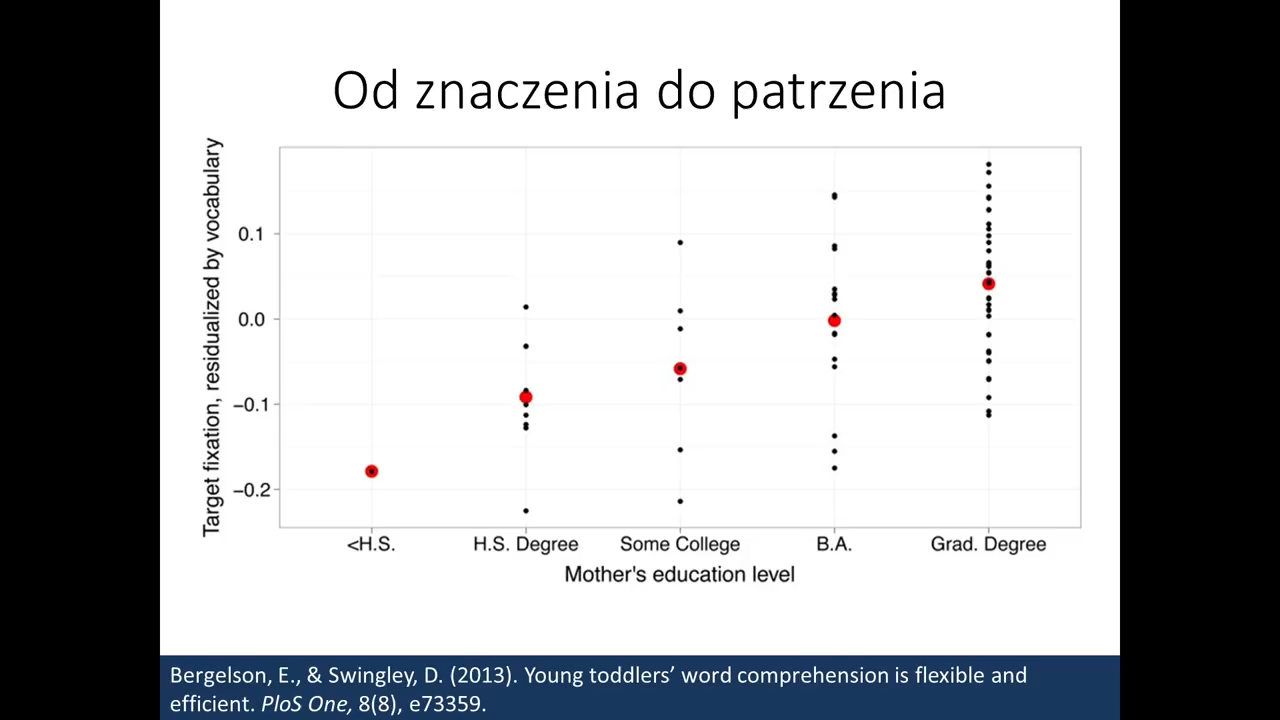 Od znaczenia do patrzenia
Target fixation, residualized by vocabulary
0.1
0.0
−0.1
−0.2
<H.S.
H.S. Degree
Some College
B.A.
Grad. Degree
Mother's education level
Bergelson, E., & Swingley, D. (2013). Young toddlers’ word comprehension is flexible and
efficient. PloS One, 8(8), e73359.